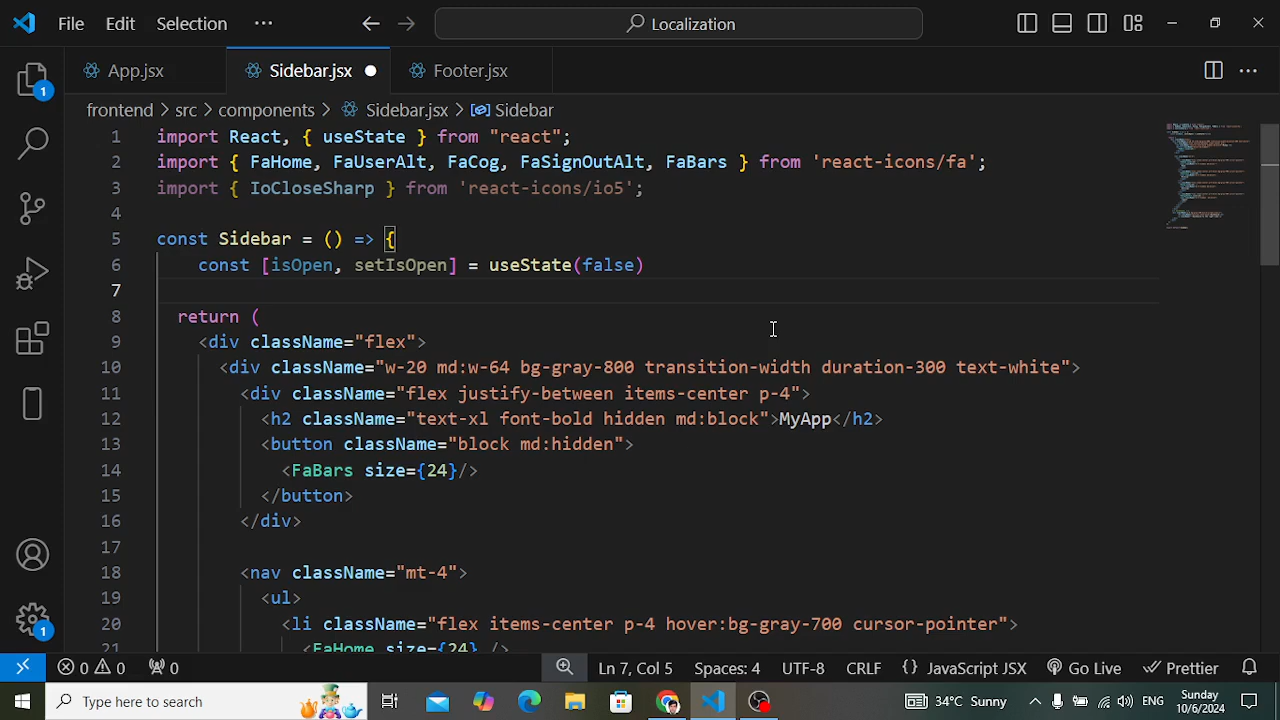 File Edit Selection ··· Localization
App.jsx Sidebar.jsx Footer.jsx ···
1
frontend > src > components > Sidebar.jsx > Sidebar
1 import React, { useState } from "react";
2 import { FaHome, FaUserAlt, FaCog, FaSignOutAlt, FaBars } from 'react-icons/fa';
3 import { IoCloseSharp } from 'react-icons/io5';
4
5 const Sidebar = () => {
6 const [isOpen, setIsOpen] = useState(false)
7
8 return (
9 <div className="flex">
10 <div className="w-20 md:w-64 bg-gray-800 transition-width duration-300 text-white">
11 <div className="flex justify-between items-center p-4">
12 <h2 className="text-xl font-bold hidden md:block">MyApp</h2>
13 <button className="block md:hidden">
14 <FaBars size={24}/>
15 </button>
16 </div>
17
18 <nav className="mt-4">
19 <ul>
20 <li className="flex items-center p-4 hover:bg-gray-700 cursor-pointer">
21 <FaHome size={24} />
1
0 0 0 Ln 7, Col 5 Spaces: 4 UTF-8 CRLF {} JavaScript JSX Go Live Prettier
Type here to search 34°C Sunny ENG Sunday
10/6/2024